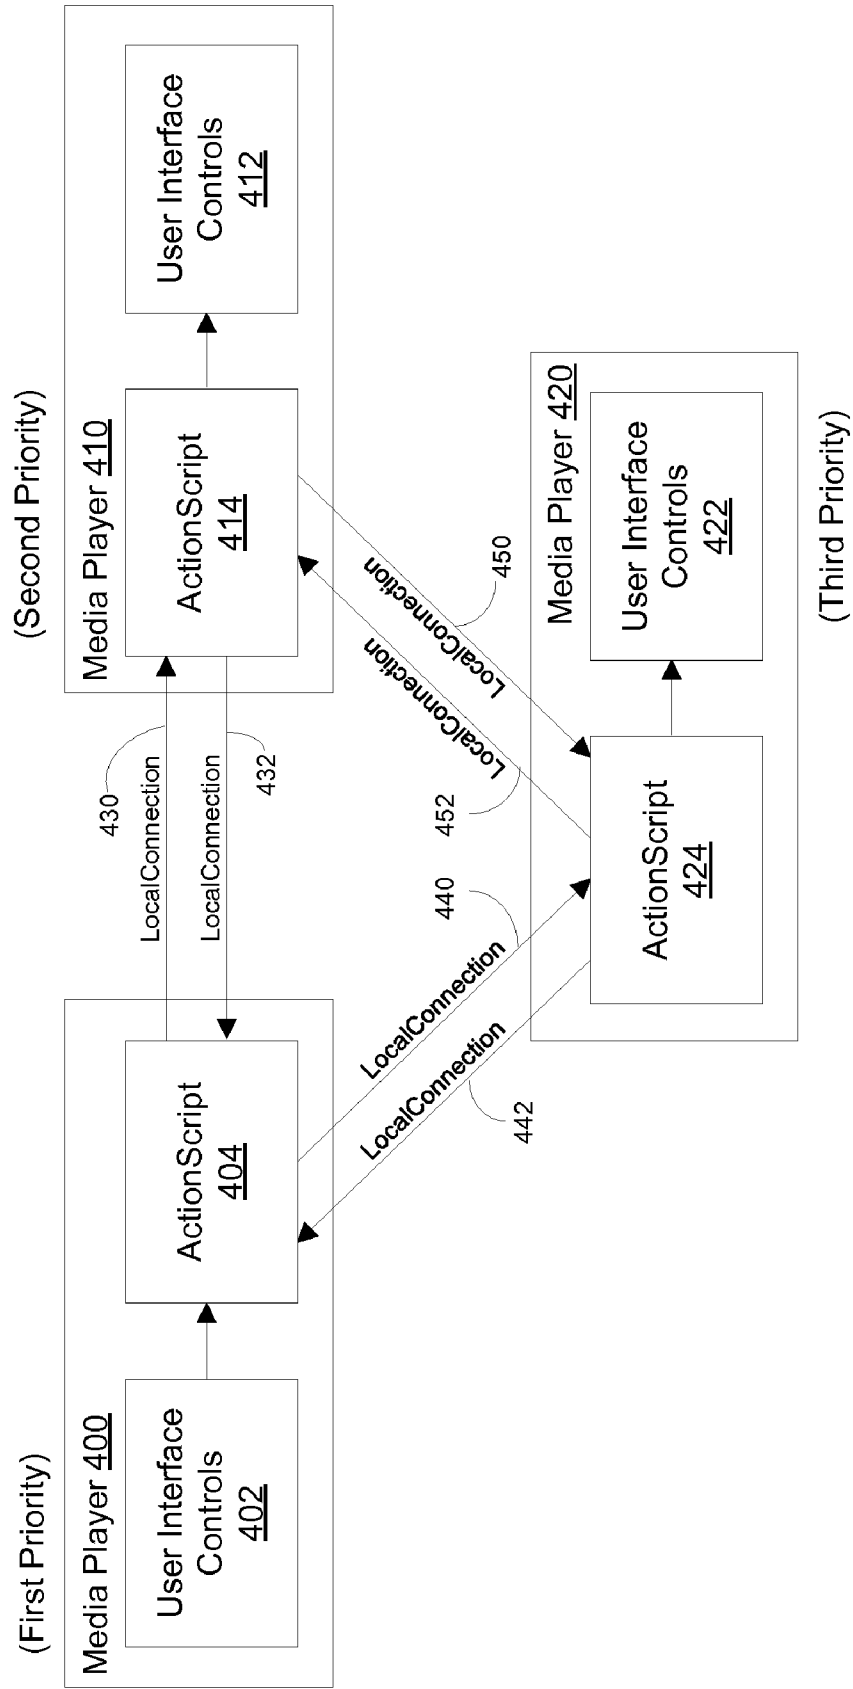 (First Priority)
Media Player 400
User Interface
Controls
402
ActionScript
404
LocalConnection
430
LocalConnection
432
(Second Priority)
Media Player 410
ActionScript
414
User Interface
Controls
412
LocalConnection
440
LocalConnection
442
LocalConnection
450
LocalConnection
452
Media Player 420
ActionScript
424
User Interface
Controls
422
(Third Priority)